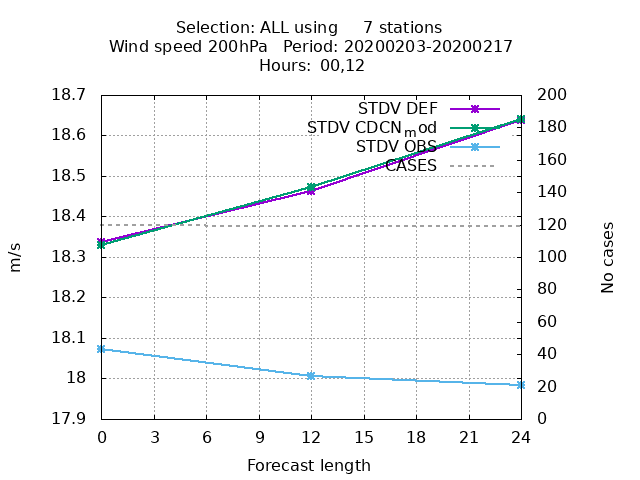 Selection: ALL using 7 stations
Wind speed 200hPa Period: 20200203-20200217
Hours: 00,12
18.7
18.6
18.5
18.4
18.3
18.2
18.1
18
17.9
m/s
STDV DEF
STDV CDCNmod
STDV OBS
CASES
200
180
160
140
120
100
80
60
40
20
0
No cases
0 3 6 9 12 15 18 21 24
Forecast length